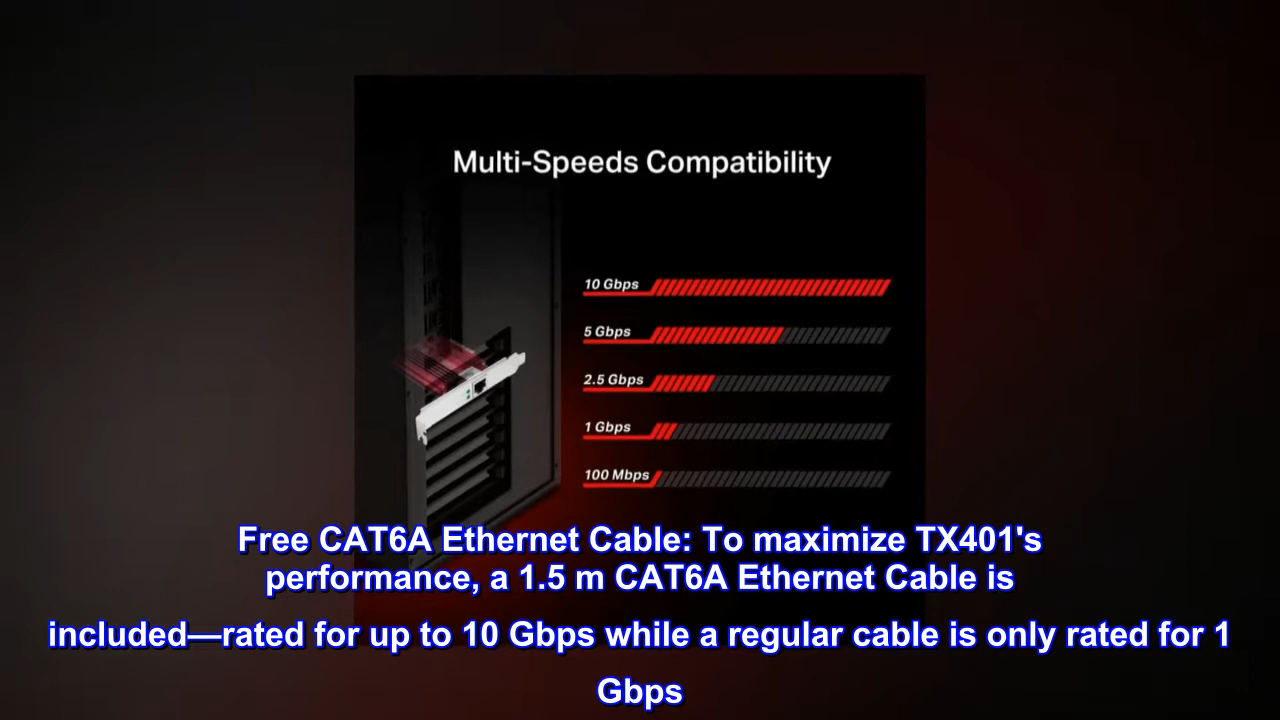 Multi-Speeds Compatibility
10 Gbps
5 Gbps
2.5 Gbps
1 Gbps
100 Mbps
Free CAT6A Ethernet Cable: To maximize TX401's
performance, a 1.5 m CAT6A Ethernet Cable is
included—rated for up to 10 Gbps while a regular cable is only rated for 1
Gbps